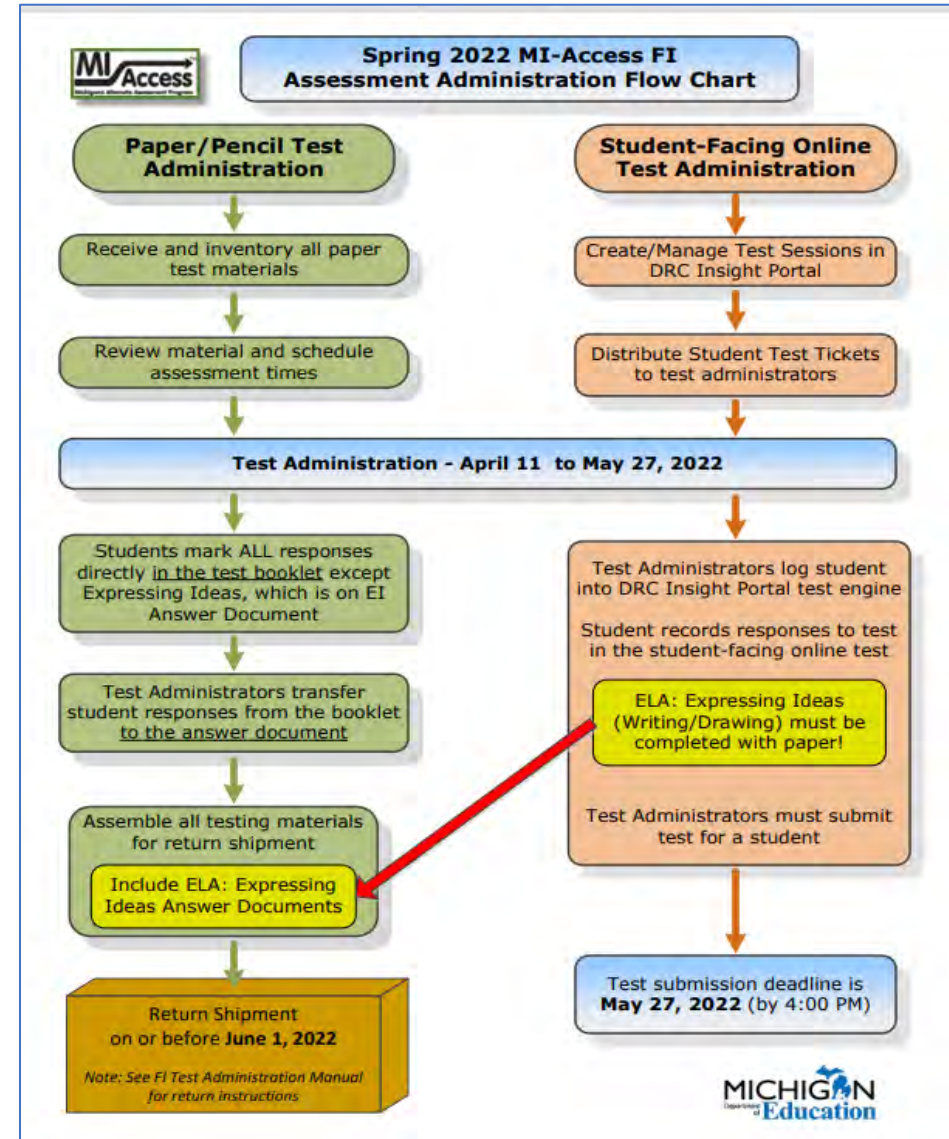 MI Access
Michigan's Alternate Assessment Program
Spring 2022 MI-Access FI
Assessment Administration Flow Chart
Paper/Pencil Test
Administration
Receive and inventory all paper
test materials
Review material and schedule
assessment times
Student-Facing Online
Test Administration
Create/Manage Test Sessions in
DRC Insight Portal
Distribute Student Test Tickets
to test administrators
Test Administration - April 11 to May 27, 2022
Students mark ALL responses
directly in the test booklet except
Expressing Ideas, which is on EI
Answer Document
Test Administrators transfer
student responses from the booklet
to the answer document
Assemble all testing materials
for return shipment
Include ELA: Expressing
Ideas Answer Documents
Return Shipment
on or before June 1, 2022
Note: See FI Test Administration Manual
for return instructions
Test Administrators log student
into DRC Insight Portal test engine
Student records responses to test
in the student-facing online test
ELA: Expressing Ideas
(Writing/Drawing) must be
completed with paper!
Test Administrators must submit
test for a student
Test submission deadline is
May 27, 2022 (by 4:00 PM)
MICHIGAN
Department of Education